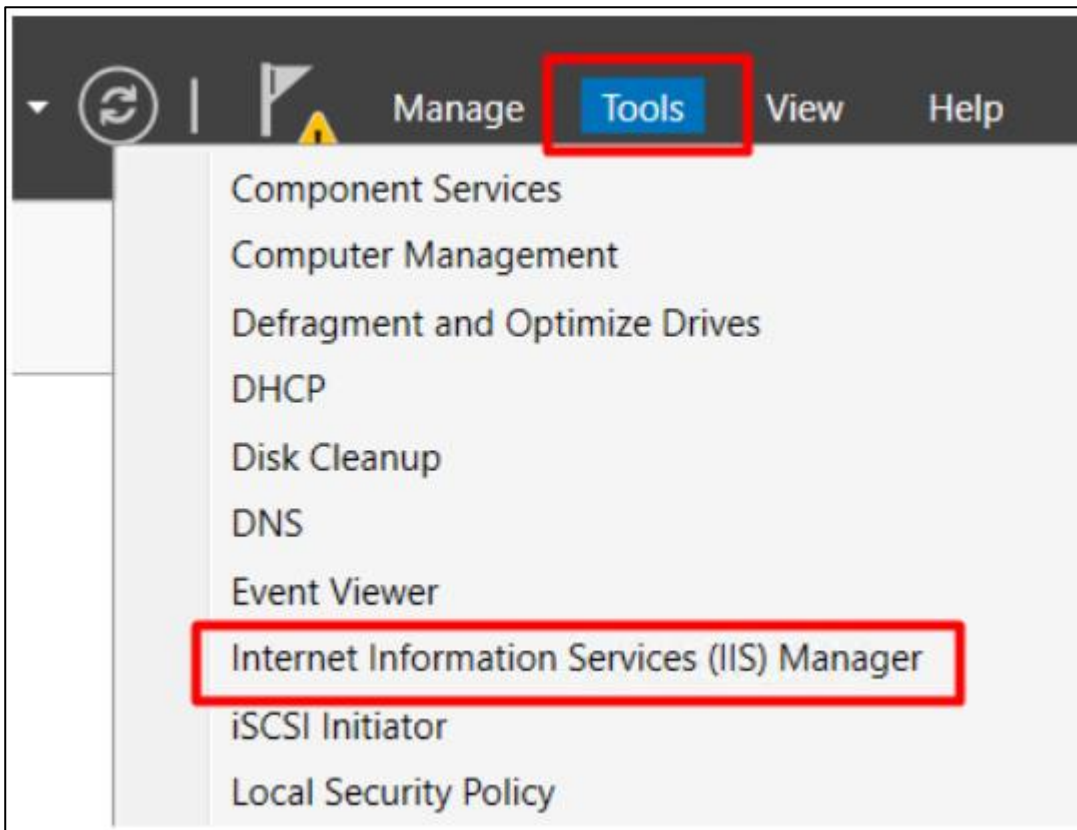 Manage Tools View Help
Component Services
Computer Management
Defragment and Optimize Drives
DHCP
Disk Cleanup
DNS
Event Viewer
Internet Information Services (IIS) Manager
iSCSI Initiator
Local Security Policy